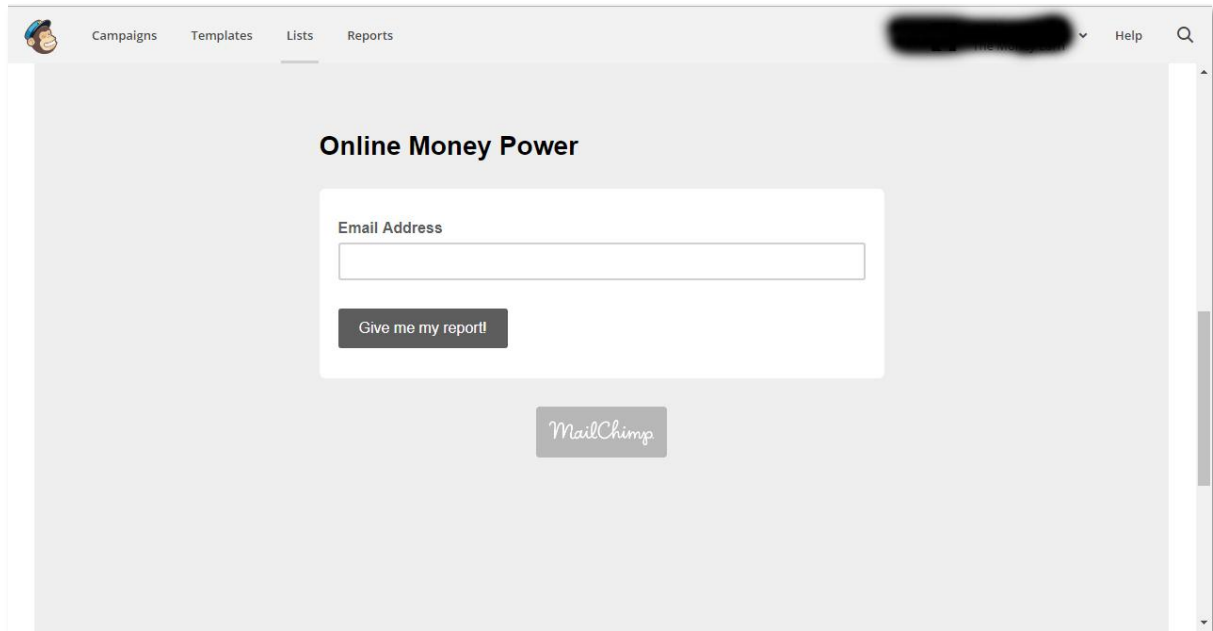 Campaigns Templates Lists Reports Help
Online Money Power
Email Address
Give me my report!
MailChimp